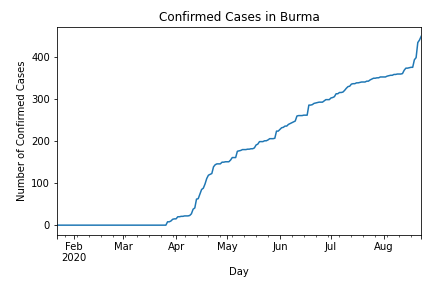 Confirmed Cases in Burma
Number of Confirmed Cases
400
300
200
100
0
Feb Mar Apr May Jun Jul Aug
2020
Day